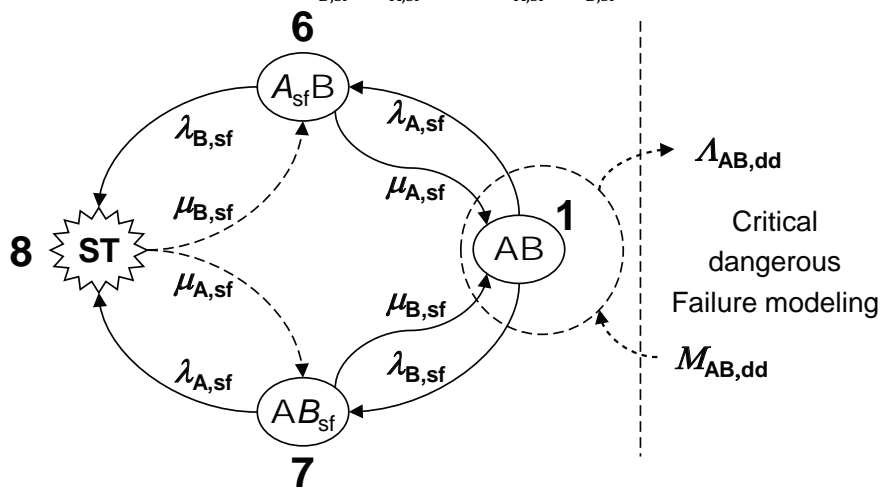 6
A_sf B
λ_B,sf
λ_A,sf
Λ_AB,dd
μ_B,sf
μ_A,sf
1
8
ST
AB
Critical
dangerous
Failure modeling
μ_A,sf
μ_B,sf
λ_A,sf
λ_B,sf
M_AB,dd
AB_sf
7